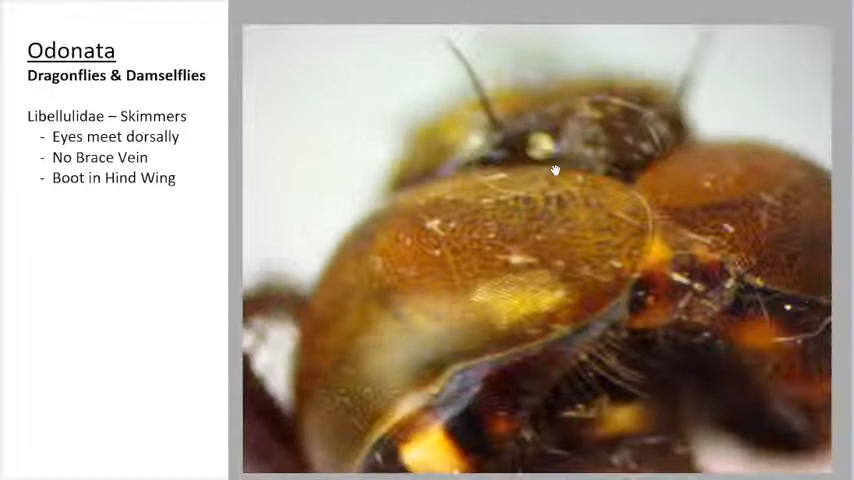 Odonata
Dragonflies & Damselflies
Libellulidae – Skimmers
- Eyes meet dorsally
- No Brace Vein
- Boot in Hind Wing